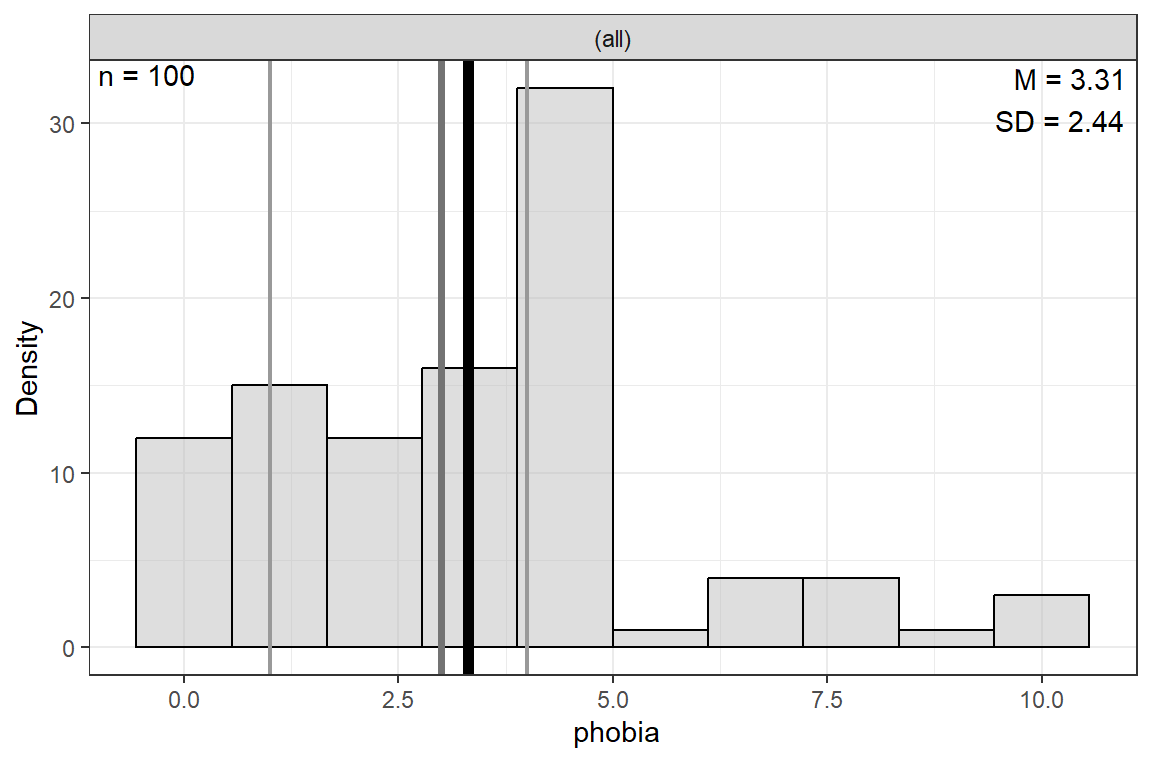 (all)
n = 100
M = 3.31
SD = 2.44
Density
30
20
10
0
0.0
2.5
5.0
7.5
10.0
phobia